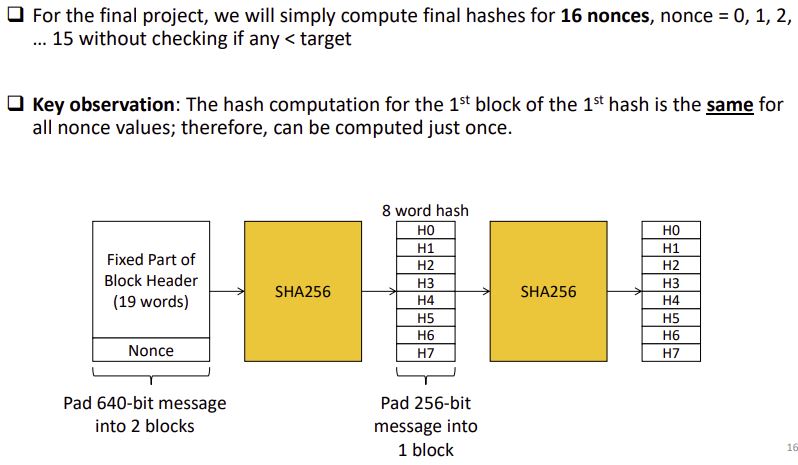 ❑ For the final project, we will simply compute final hashes for 16 nonces, nonce = 0, 1, 2,
... 15 without checking if any < target
❑ Key observation: The hash computation for the 1st block of the 1st hash is the same for
all nonce values; therefore, can be computed just once.
8 word hash
Fixed Part of
Block Header
(19 words)
Nonce
SHA256
H0
H1
H2
H3
H4
H5
H6
H7
SHA256
H0
H1
H2
H3
H4
H5
H6
H7
Pad 640-bit message
into 2 blocks
Pad 256-bit
message into
1 block
16